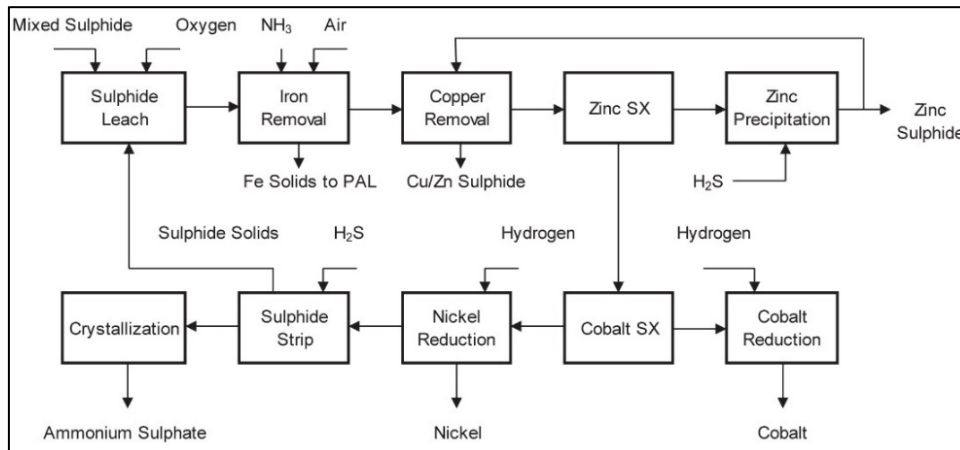 Mixed Sulphide
Oxygen
NH₃
Air
Sulphide
Leach
Iron
Removal
Copper
Removal
Zinc SX
Zinc
Precipitation
Zinc
Sulphide
Fe Solids to PAL
Cu/Zn Sulphide
H₂S
Sulphide Solids
H₂S
Hydrogen
Hydrogen
Crystallization
Sulphide
Strip
Nickel
Reduction
Cobalt SX
Cobalt
Reduction
Ammonium Sulphate
Nickel
Cobalt